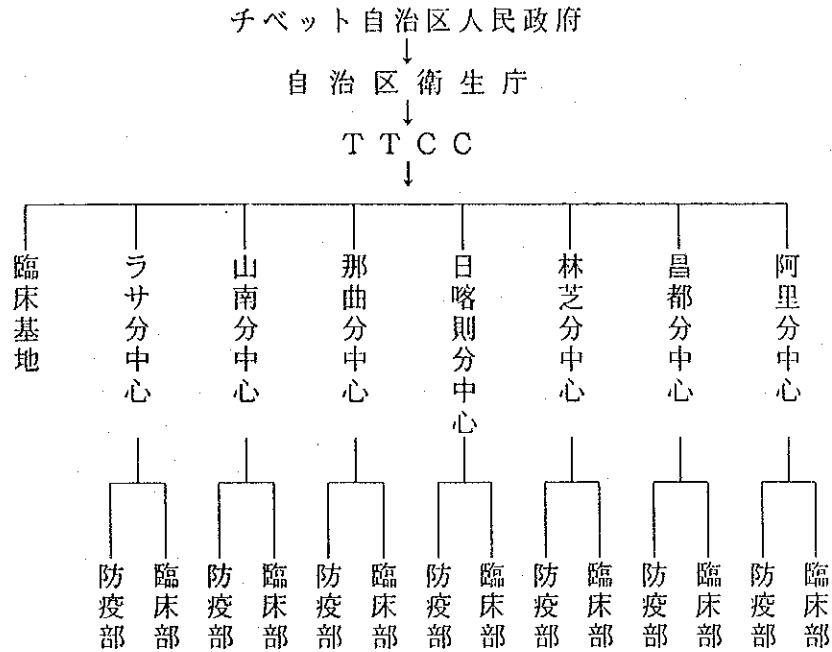 チベット自治区人民政府
自治区衛生庁
TTCC
臨床基地
ラサ分中心
山南分中心
那曲分中心
日喀則分中心
林芝分中心
昌都分中心
阿里分中心
防疫部
臨床部
防疫部
臨床部
防疫部
臨床部
防疫部
臨床部
防疫部
臨床部
防疫部
臨床部
防疫部
臨床部